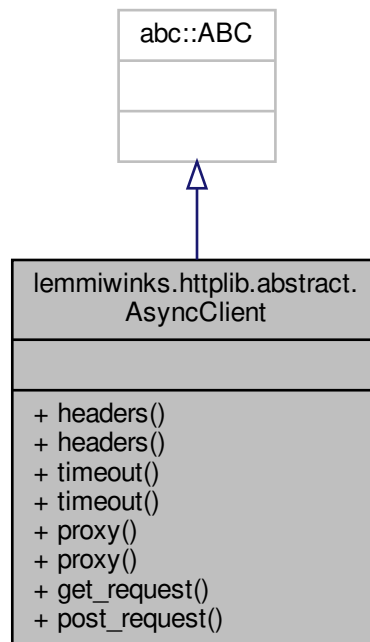 abc::ABC
lemmiwinks.httplib.abstract.
AsyncClient
+ headers()
+ headers()
+ timeout()
+ timeout()
+ proxy()
+ proxy()
+ get_request()
+ post_request()